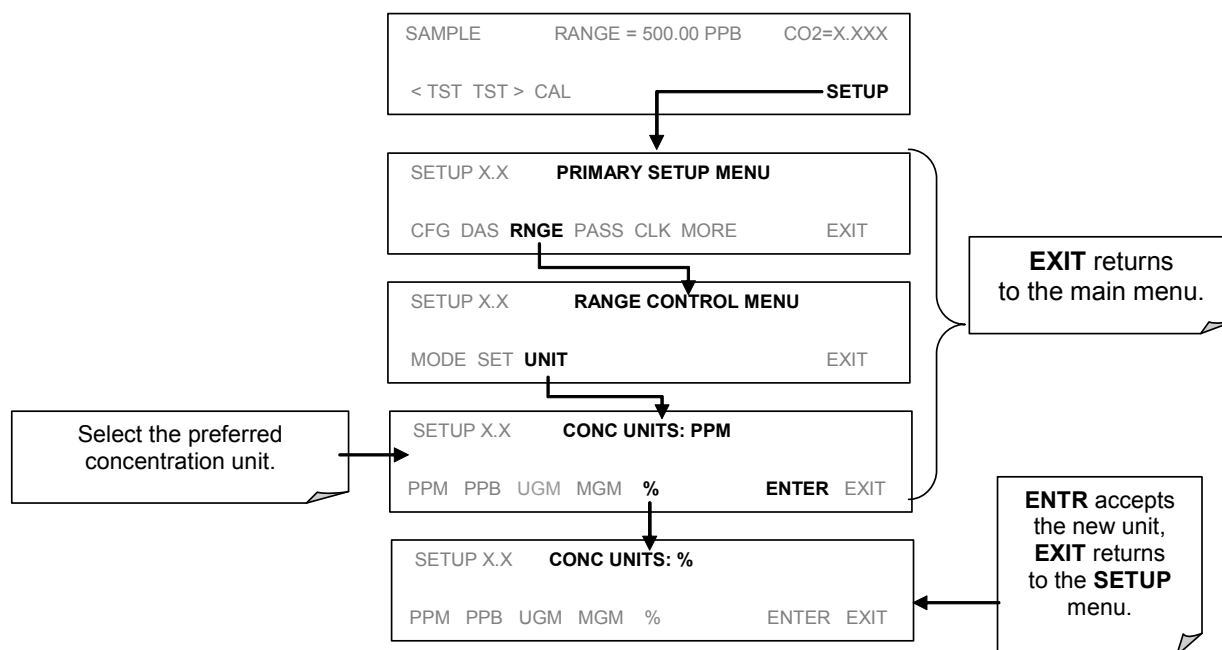 SAMPLE RANGE = 500.00 PPB CO2=X.XXX
< TST TST > CAL SETUP
SETUP X.X PRIMARY SETUP MENU
CFG DAS RNGE PASS CLK MORE EXIT
EXIT returns
to the main menu.
SETUP X.X RANGE CONTROL MENU
MODE SET UNIT EXIT
Select the preferred
concentration unit.
SETUP X.X CONC UNITS: PPM
PPM PPB UGM MGM % ENTER EXIT
ENTR accepts
the new unit,
EXIT returns
to the SETUP
menu.
SETUP X.X CONC UNITS: %
PPM PPB UGM MGM % ENTER EXIT